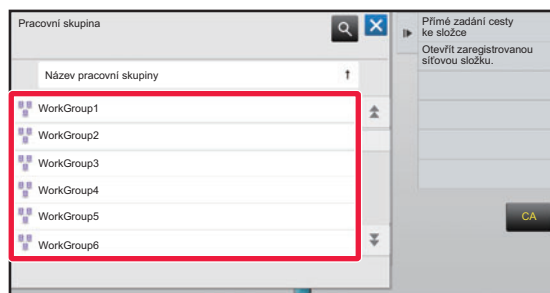 Pracovní skupina
Název pracovní skupiny
WorkGroup1
WorkGroup2
WorkGroup3
WorkGroup4
WorkGroup5
WorkGroup6
Přímé zadání cesty
ke složce
Otevřít zaregistrovanou
síťovou složku.
CA